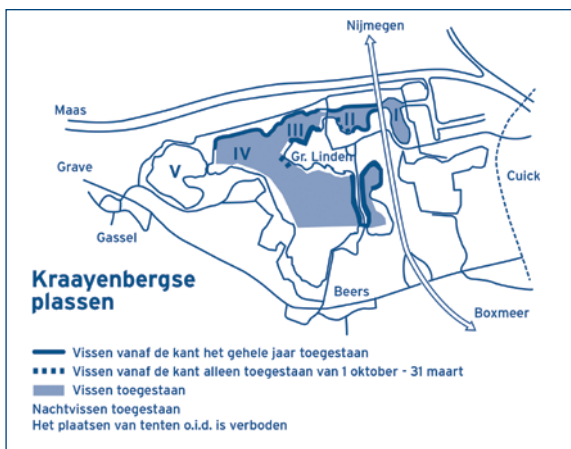 Nijmegen
Maas
III
II
I
IV
Gr. Linden
Grave
V
Cuick
Gassel
Kraayenbergse
plassen
Beers
Boxmeer
Vissen vanaf de kant het gehele jaar toegestaan
Vissen vanaf de kant alleen toegestaan van 1 oktober - 31 maart
Vissen toegestaan
Nachtvissen toegestaan
Het plaatsen van tenten o.i.d. is verboden